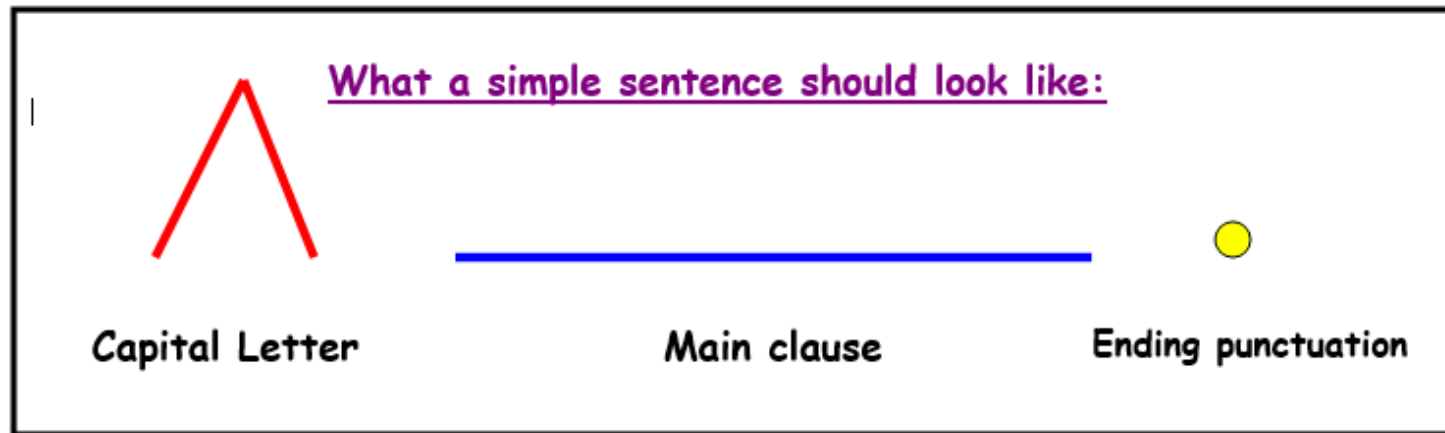 What a simple sentence should look like:
Capital Letter Main clause Ending punctuation